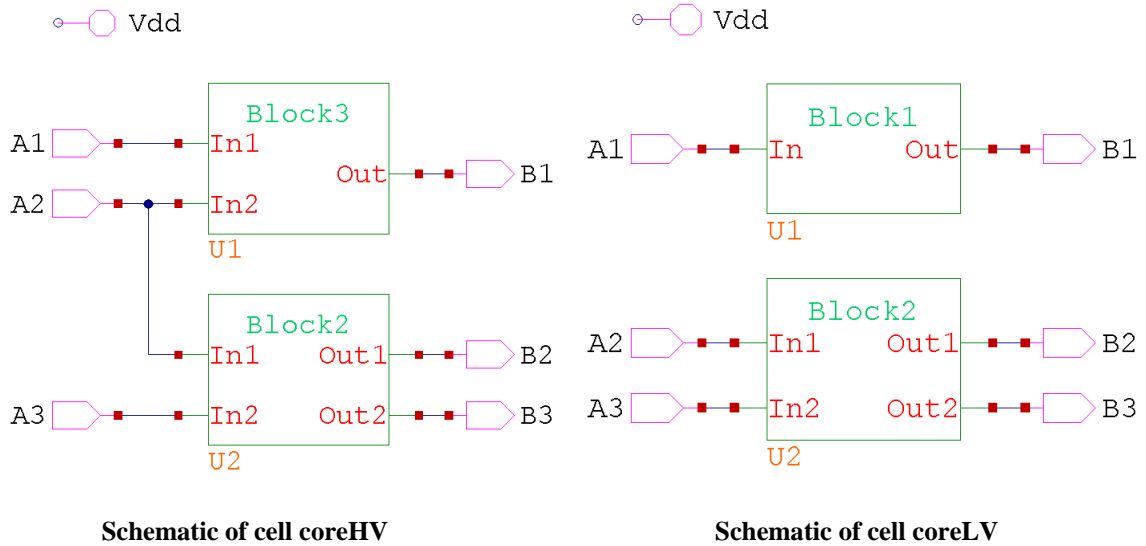 Vdd
Block3
A1
In1
Out
B1
A2
In2
U1
Block2
In1
Out1
B2
A3
In2
Out2
B3
U2
Schematic of cell coreHV
Vdd
Block1
A1
In
Out
B1
U1
Block2
A2
In1
Out1
B2
A3
In2
Out2
B3
U2
Schematic of cell coreLV